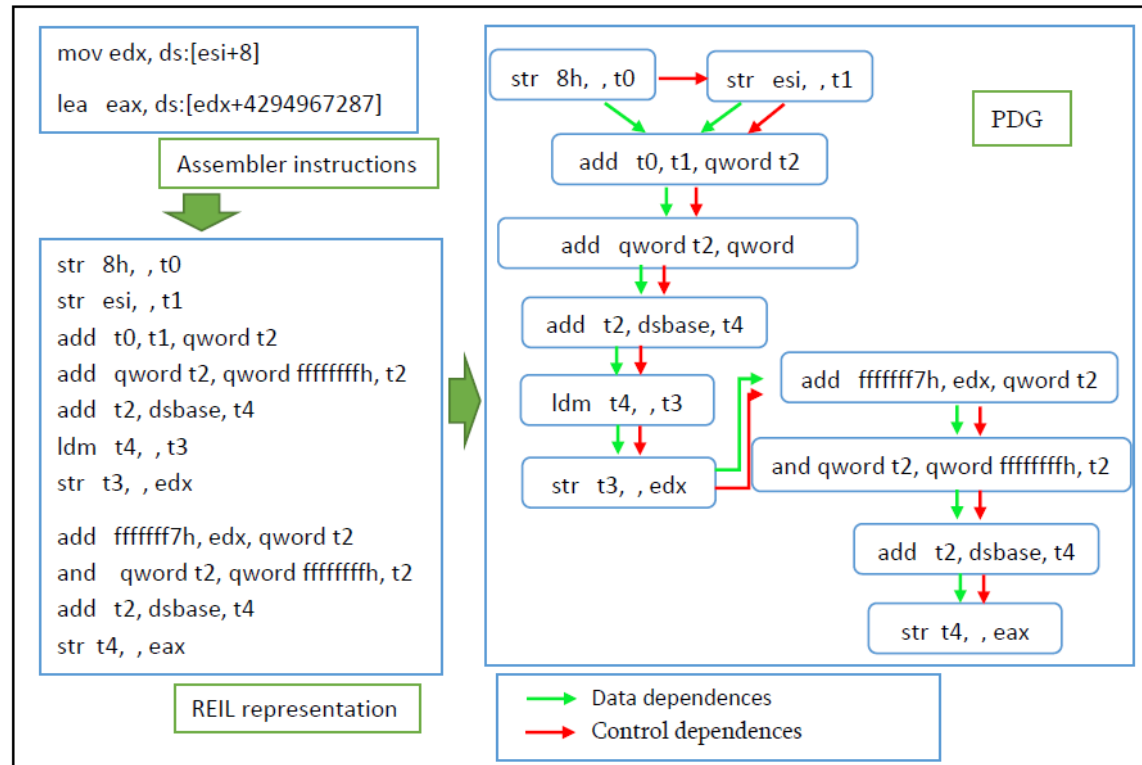 mov edx, ds:[esi+8]
lea eax, ds:[edx+4294967287]
Assembler instructions
str 8h, , t0
str esi, , t1
add t0, t1, qword t2
add qword t2, qword ffffffffh, t2
add t2, dsbase, t4
ldm t4, , t3
str t3, , edx
add fffffff7h, edx, qword t2
and qword t2, qword ffffffffh, t2
add t2, dsbase, t4
str t4, , eax
REIL representation
str 8h, , t0
str esi, , t1
PDG
add t0, t1, qword t2
add qword t2, qword
add t2, dsbase, t4
ldm t4, , t3
str t3, , edx
add fffffff7h, edx, qword t2
and qword t2, qword ffffffffh, t2
add t2, dsbase, t4
str t4, , eax
Data dependences
Control dependences